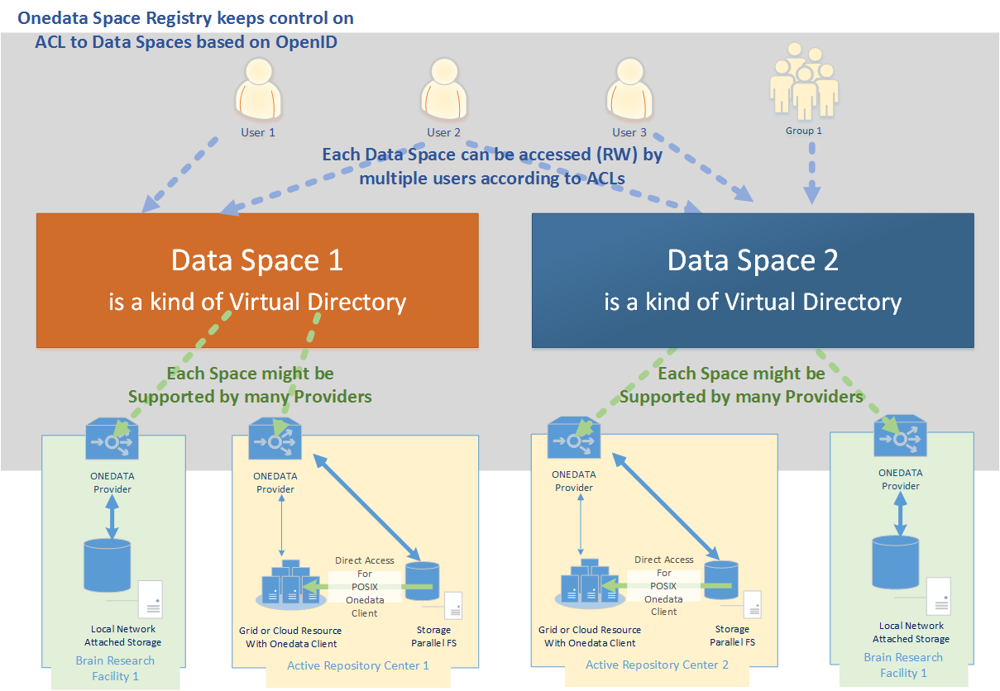 Onedata Space Registry keeps control on
ACL to Data Spaces based on OpenID
User 1
User 2
User 3
Group 1
Each Data Space can be accessed (RW) by
multiple users according to ACLs
Data Space 1
is a kind of Virtual Directory
Data Space 2
is a kind of Virtual Directory
Each Space might be
Supported by many Providers
Each Space might be
Supported by many Providers
ONEDATA
Provider
Local Network
Attached Storage
Brain Research
Facility 1
ONEDATA
Provider
Direct Access
For
POSIX
Onedata
Client
Grid or Cloud Resource
With Onedata Client
Storage
Parallel FS
Active Repository Center 1
ONEDATA
Provider
Direct Access
For
POSIX
Onedata
Client
Grid or Cloud Resource
With Onedata Client
Storage
Parallel FS
Active Repository Center 2
ONEDATA
Provider
Local Network
Attached Storage
Brain Research
Facility 1